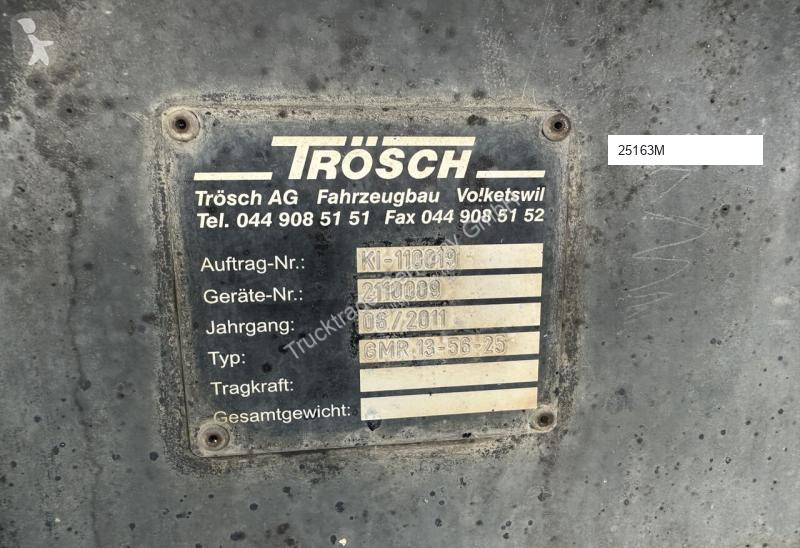 TRÖSCH
25163M
Trösch AG Fahrzeugbau Volketswil
Tel. 044 908 51 51 Fax 044 908 51 52
Auftrag-Nr.: KI-110019
Geräte-Nr.: 2110009
Jahrgang: 06/2011
Typ: GMR 13-56-25
Tragkraft:
Gesamtgewicht: